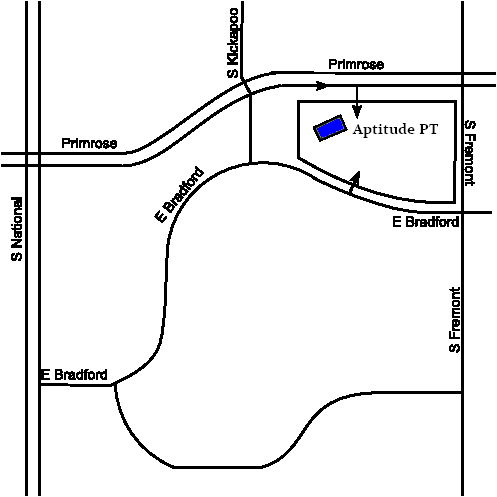 S Kickapoo
Primrose
Primrose
Aptitude PT
S Fremont
E Bradford
S National
E Bradford
S Fremont
E Bradford